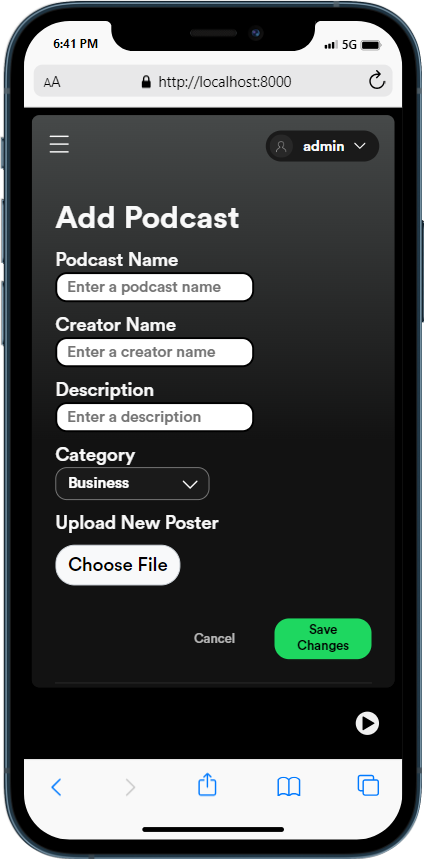 6:41 PM
5G
AA
http://localhost:8000
admin
Add Podcast
Podcast Name
Enter a podcast name
Creator Name
Enter a creator name
Description
Enter a description
Category
Business
Upload New Poster
Choose File
Cancel
Save
Changes